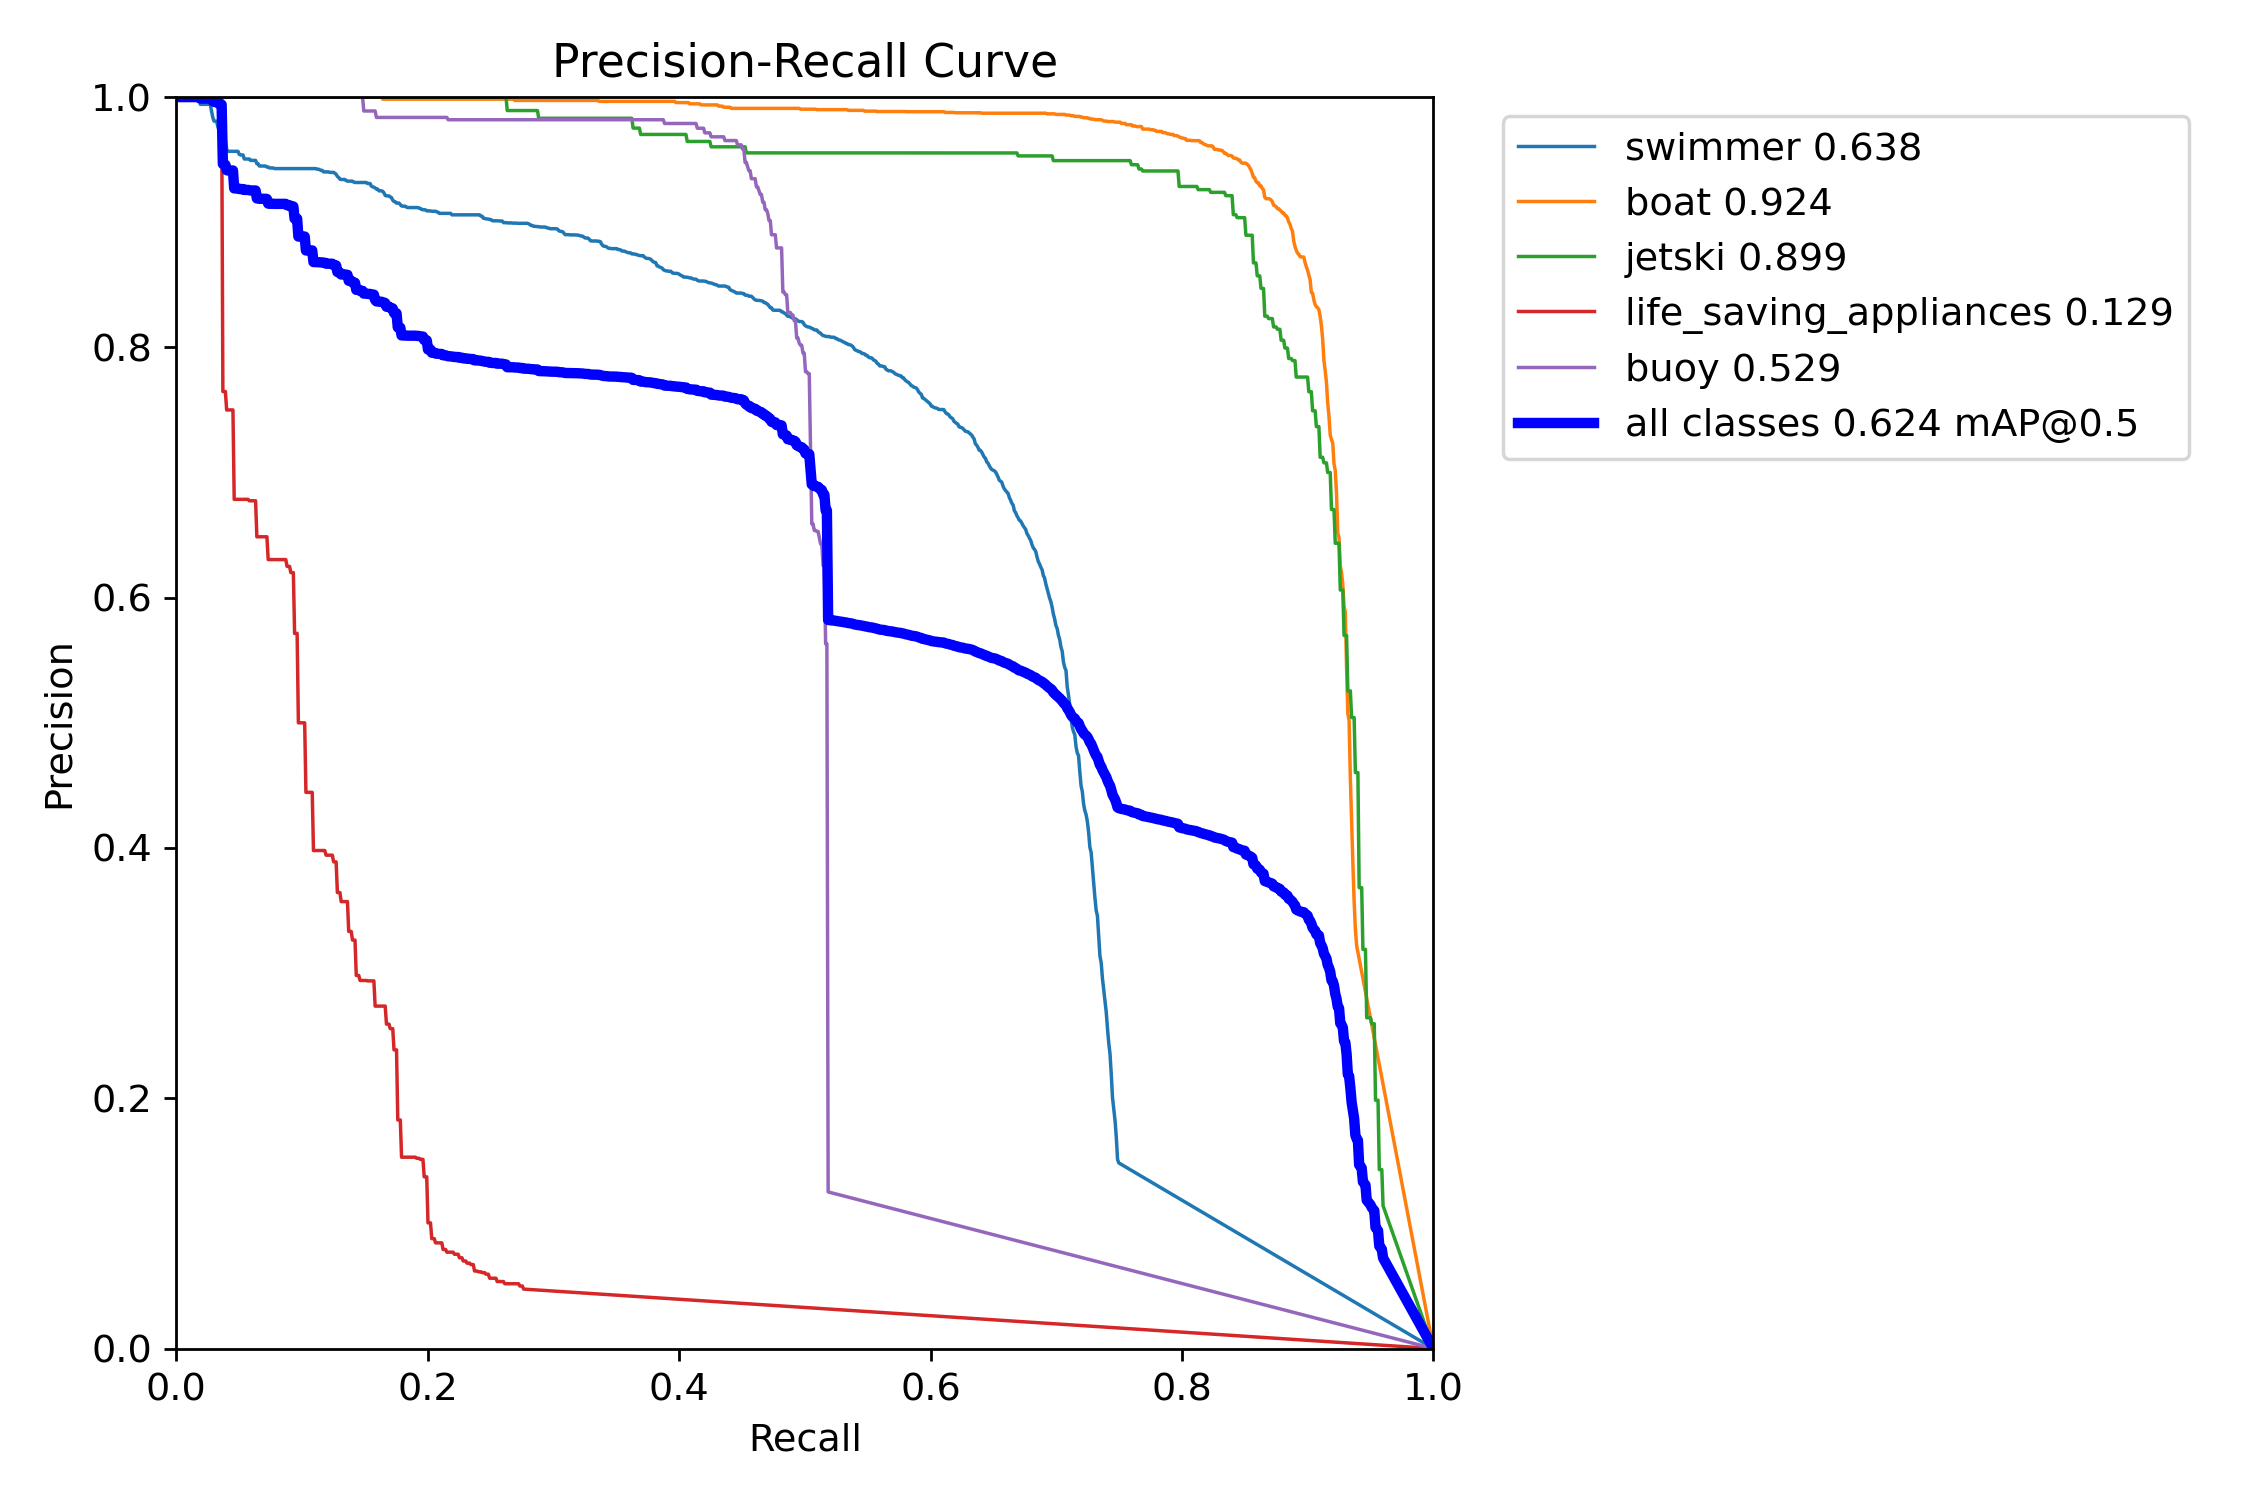 Precision-Recall Curve
1.0
0.8
0.6
0.4
0.2
0.0
Precision
0.0 0.2 0.4 0.6 0.8 1.0
Recall
swimmer 0.638
boat 0.924
jetski 0.899
life_saving_appliances 0.129
buoy 0.529
all classes 0.624 mAP@0.5